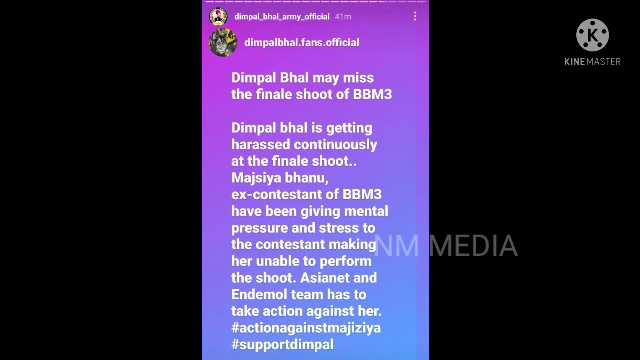 dimpal_bhal_army_official 41m
dimpalbhal.fans.official
Dimpal Bhal may miss
the finale shoot of BBM3
Dimpal bhal is getting
harassed continuously
at the finale shoot..
Majsiya bhanu,
ex-contestant of BBM3
have been giving mental
pressure and stress to
the contestant making
her unable to perform
the shoot. Asianet and
Endemol team has to
take action against her.
#actionagainstmajiziya
#supportdimpal
NM MEDIA
KINEMASTER